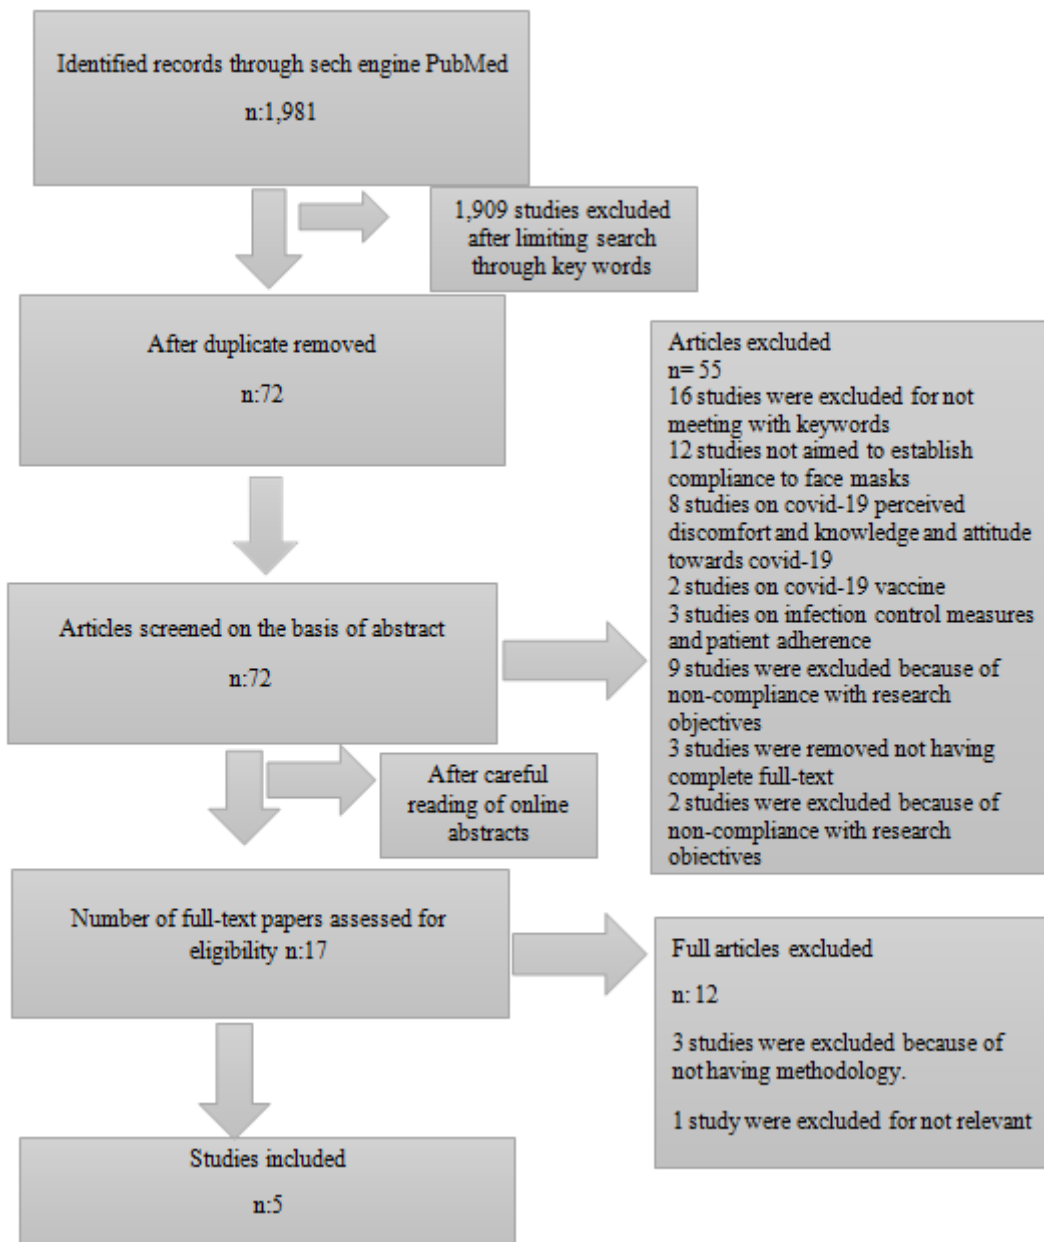 Identified records through sech engine PubMed
n:1,981
1,909 studies excluded
after limiting search
through key words
After duplicate removed
n:72
Articles excluded
n= 55
16 studies were excluded for not
meeting with keywords
12 studies not aimed to establish
compliance to face masks
8 studies on covid-19 perceived
discomfort and knowledge and attitude
towards covid-19
2 studies on covid-19 vaccine
3 studies on infection control measures
and patient adherence
9 studies were excluded because of
non-compliance with research
objectives
3 studies were removed not having
complete full-text
2 studies were excluded because of
non-compliance with research
objectives
Articles screened on the basis of abstract
n:72
After careful
reading of online
abstracts
Number of full-text papers assessed for
eligibility n:17
Full articles excluded
n: 12
3 studies were excluded because of
not having methodology.
1 study were excluded for not relevant
Studies included
n:5